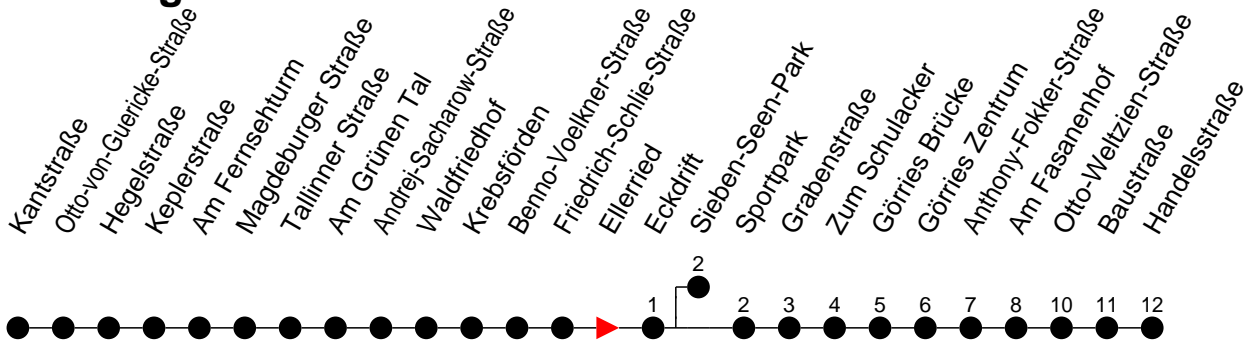 Kantstraße
Otto-von-Guericke-Straße
Hegelstraße
Keplerstraße
Am Fernsehturm
Magdeburger Straße
Tallinner Straße
Am Grünen Tal
Andrej-Sacharow-Straße
Waldfriedhof
Krebsförden
Benno-Voelkner-Straße
Friedrich-Schlie-Straße
Ellerried
Eckdrift
Sieben-Seen-Park
Sportpark
Grabenstraße
Zum Schulacker
Görries Brücke
Görries Zentrum
Anthony-Fokker-Straße
Am Fasanenhof
Otto-Weltzien-Straße
Baustraße
Handelsstraße
2
1 2 3 4 5 6 7 8 10 11 12